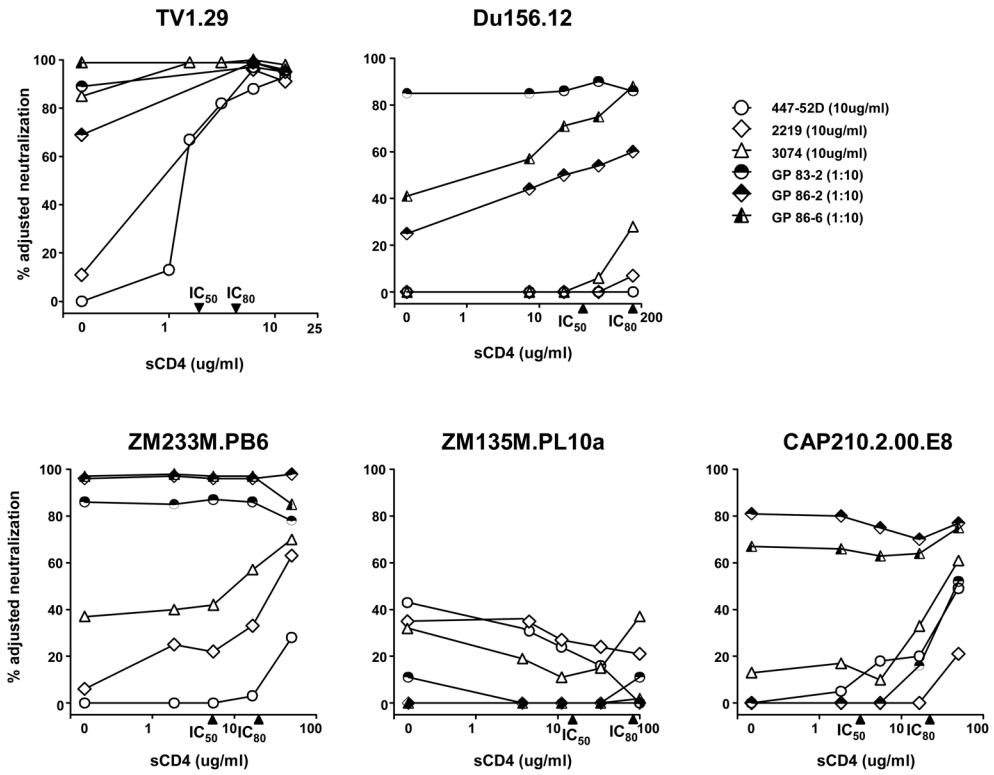 TV1.29
Du156.12
% adjusted neutralization
100
80
60
40
20
0
IC50 IC80
0 1 10 25
sCD4 (ug/ml)
100
80
60
40
20
0
0 1 10 200
IC50 IC80
sCD4 (ug/ml)
447-52D (10ug/ml)
2219 (10ug/ml)
3074 (10ug/ml)
GP 83-2 (1:10)
GP 86-2 (1:10)
GP 86-6 (1:10)
ZM233M.PB6
ZM135M.PL10a
CAP210.2.00.E8
% adjusted neutralization
100
80
60
40
20
0
0 1 10 100
IC50 IC80
sCD4 (ug/ml)
100
80
60
40
20
0
0 1 10 100
IC50 IC80
sCD4 (ug/ml)
100
80
60
40
20
0
0 1 10 100
IC50 IC80
sCD4 (ug/ml)